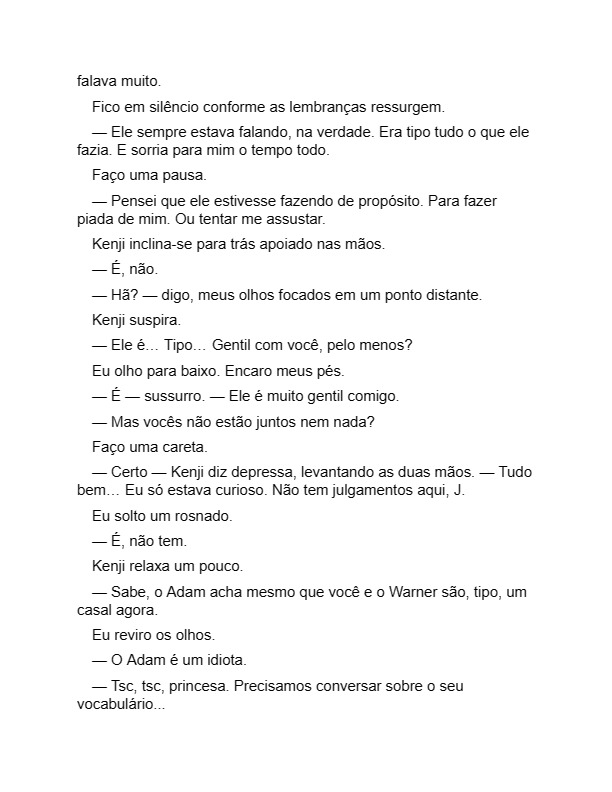 falava muito.
Fico em silêncio conforme as lembranças ressurgem.
— Ele sempre estava falando, na verdade. Era tipo tudo o que ele
fazia. E sorria para mim o tempo todo.
Faço uma pausa.
— Pensei que ele estivesse fazendo de propósito. Para fazer
piada de mim. Ou tentar me assustar.
Kenji inclina-se para trás apoiado nas mãos.
— É, não.
— Hã? — digo, meus olhos focados em um ponto distante.
Kenji suspira.
— Ele é… Tipo… Gentil com você, pelo menos?
Eu olho para baixo. Encaro meus pés.
— É — sussurro. — Ele é muito gentil comigo.
— Mas vocês não estão juntos nem nada?
Faço uma careta.
— Certo — Kenji diz depressa, levantando as duas mãos. — Tudo
bem… Eu só estava curioso. Não tem julgamentos aqui, J.
Eu solto um rosnado.
— É, não tem.
Kenji relaxa um pouco.
— Sabe, o Adam acha mesmo que você e o Warner são, tipo, um
casal agora.
Eu reviro os olhos.
— O Adam é um idiota.
— Tsc, tsc, princesa. Precisamos conversar sobre o seu
vocabulário...